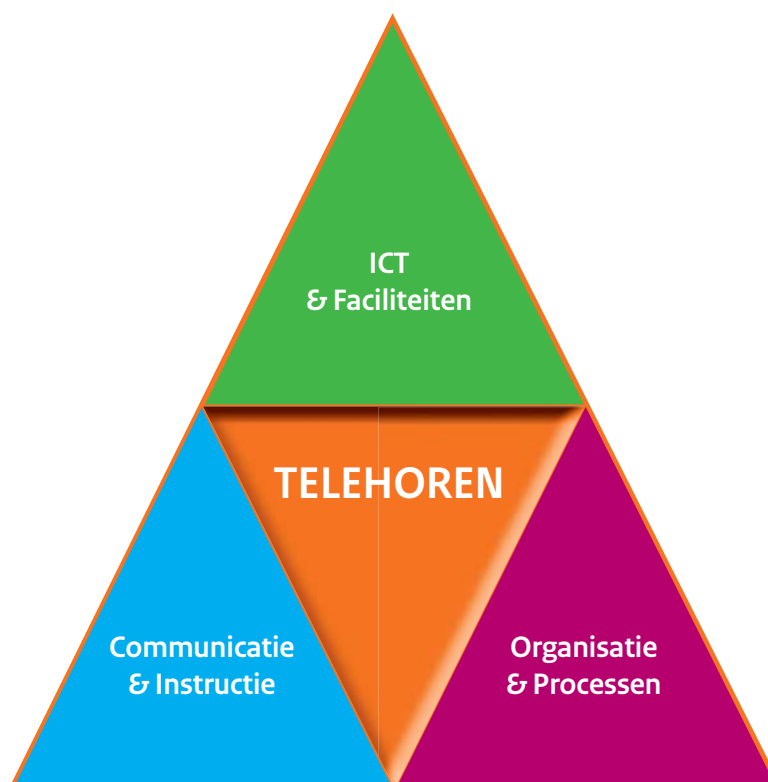 ICT
& Faciliteiten
TELEHOREN
Communicatie
& Instructie
Organisatie
& Processen